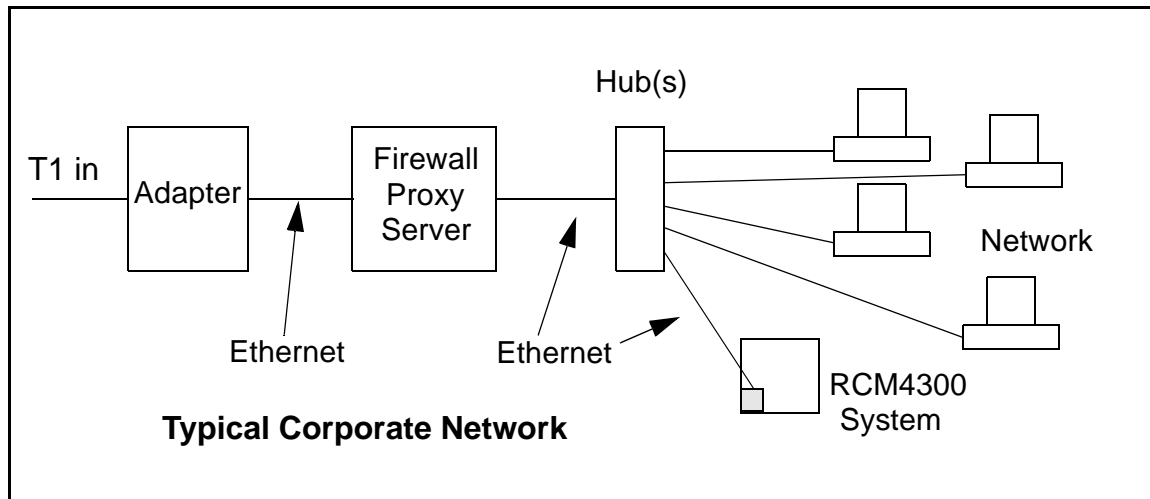 Hub(s)
T1 in
Adapter
Firewall
Proxy
Server
Network
Ethernet
Ethernet
RCM4300
System
Typical Corporate Network